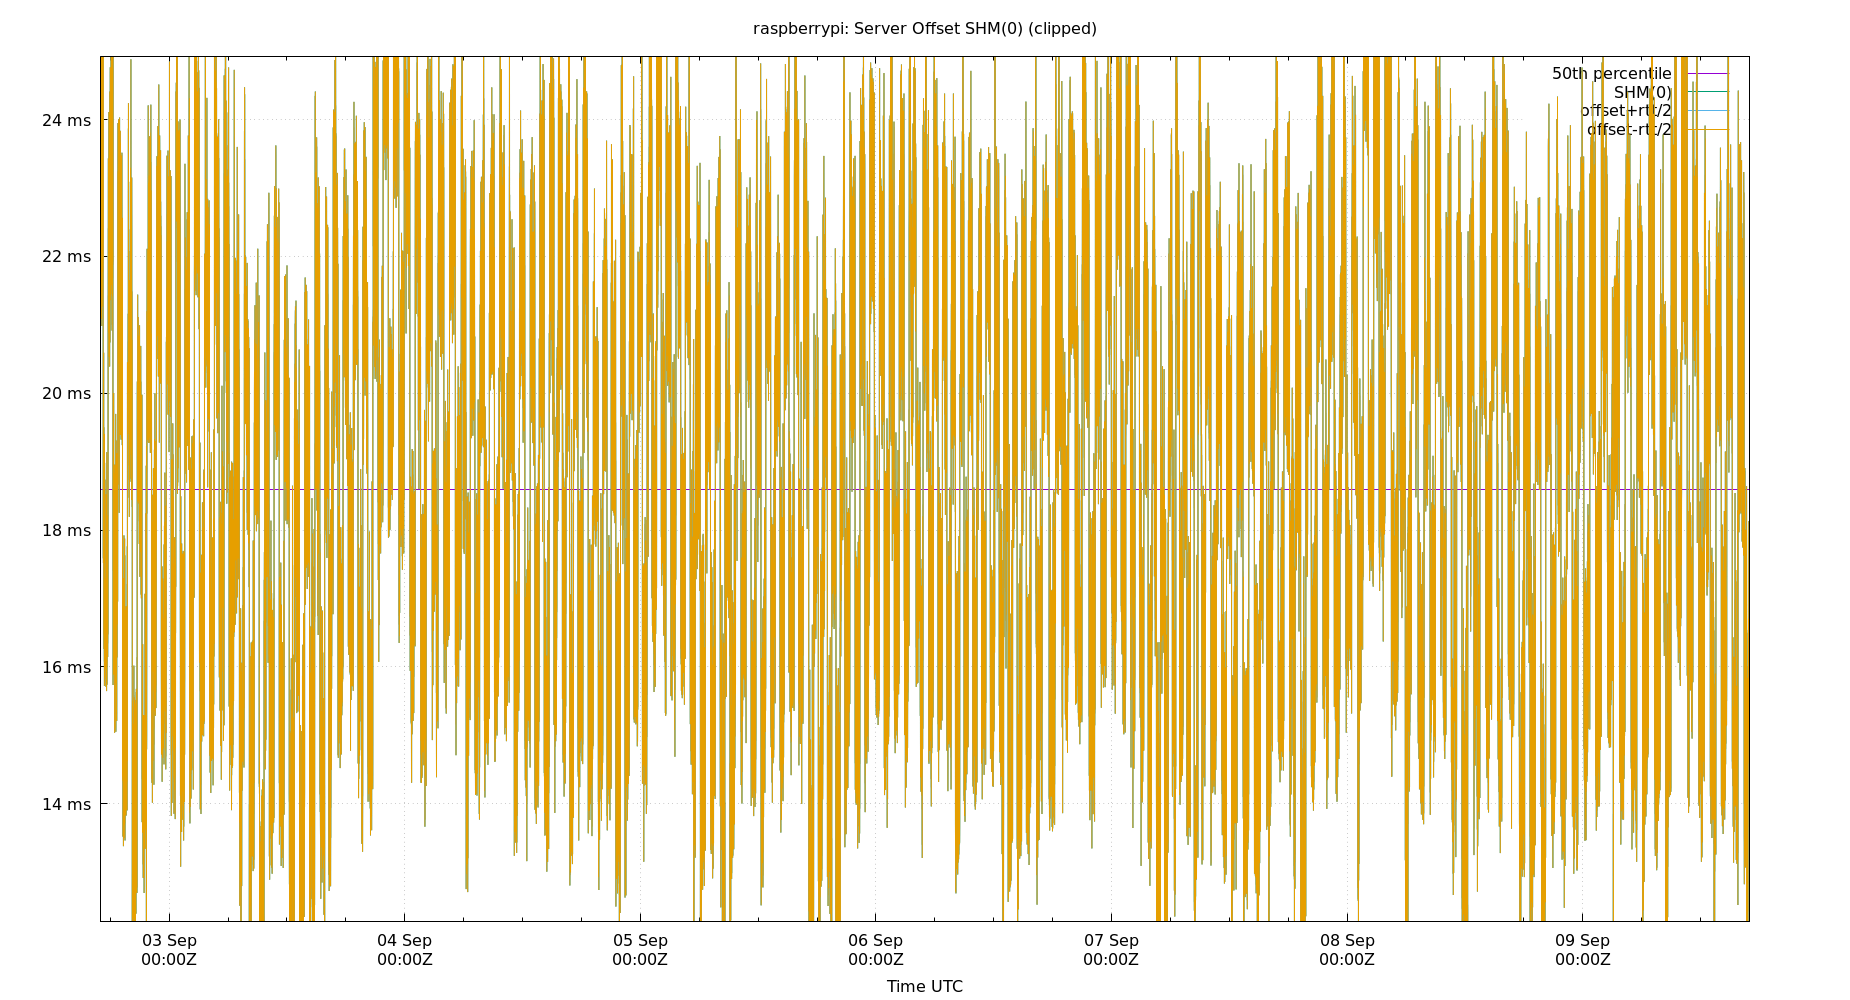 raspberrypi: Server Offset SHM(0) (clipped)
50th percentile
SHM(0)
offset+rtt/2
offset-rtt/2
24 ms
22 ms
20 ms
18 ms
16 ms
14 ms
03 Sep
00:00Z
04 Sep
00:00Z
05 Sep
00:00Z
06 Sep
00:00Z
07 Sep
00:00Z
08 Sep
00:00Z
09 Sep
00:00Z
Time UTC